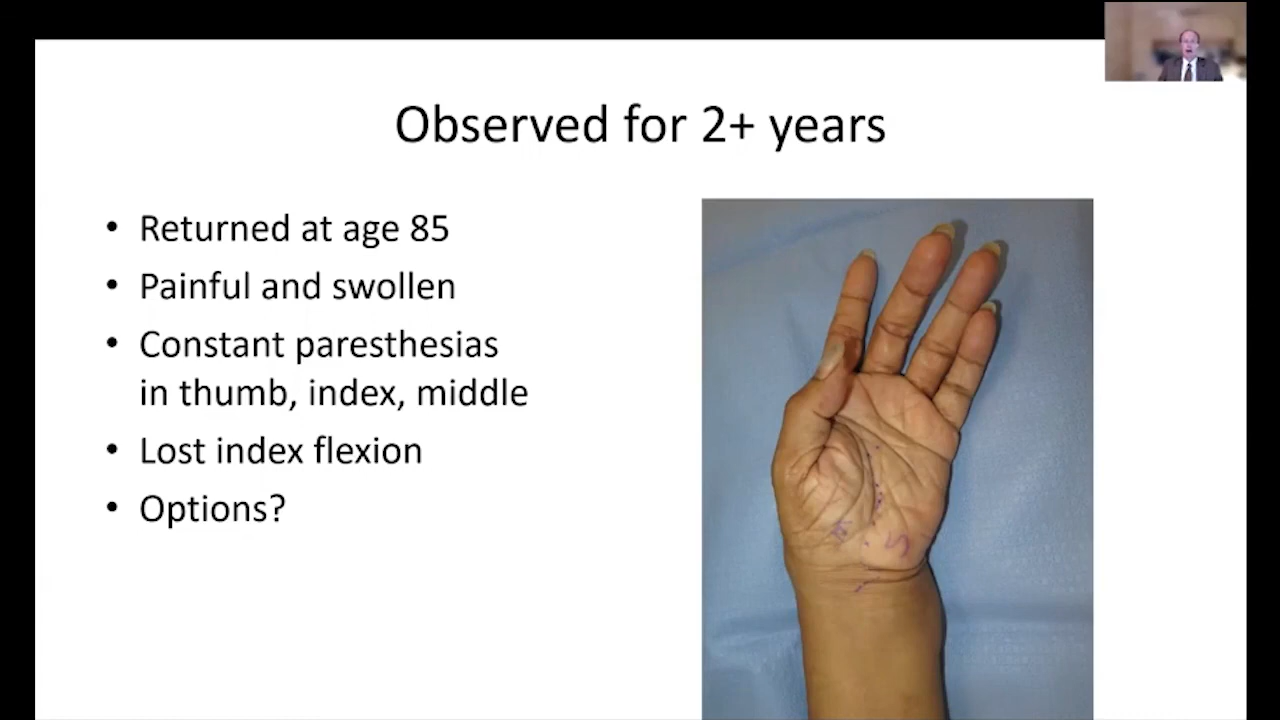 Observed for 2+ years
• Returned at age 85
• Painful and swollen
• Constant paresthesias
in thumb, index, middle
• Lost index flexion
• Options?